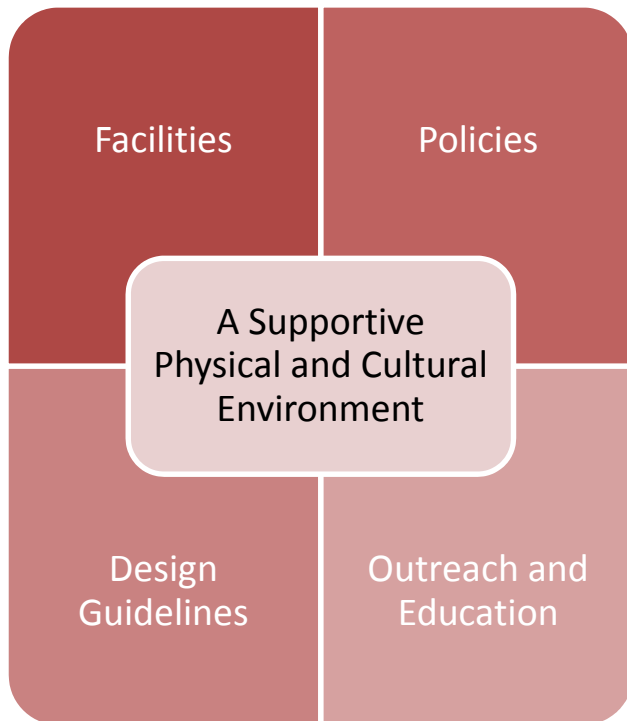 Facilities
Policies
A Supportive
Physical and Cultural
Environment
Design
Guidelines
Outreach and
Education